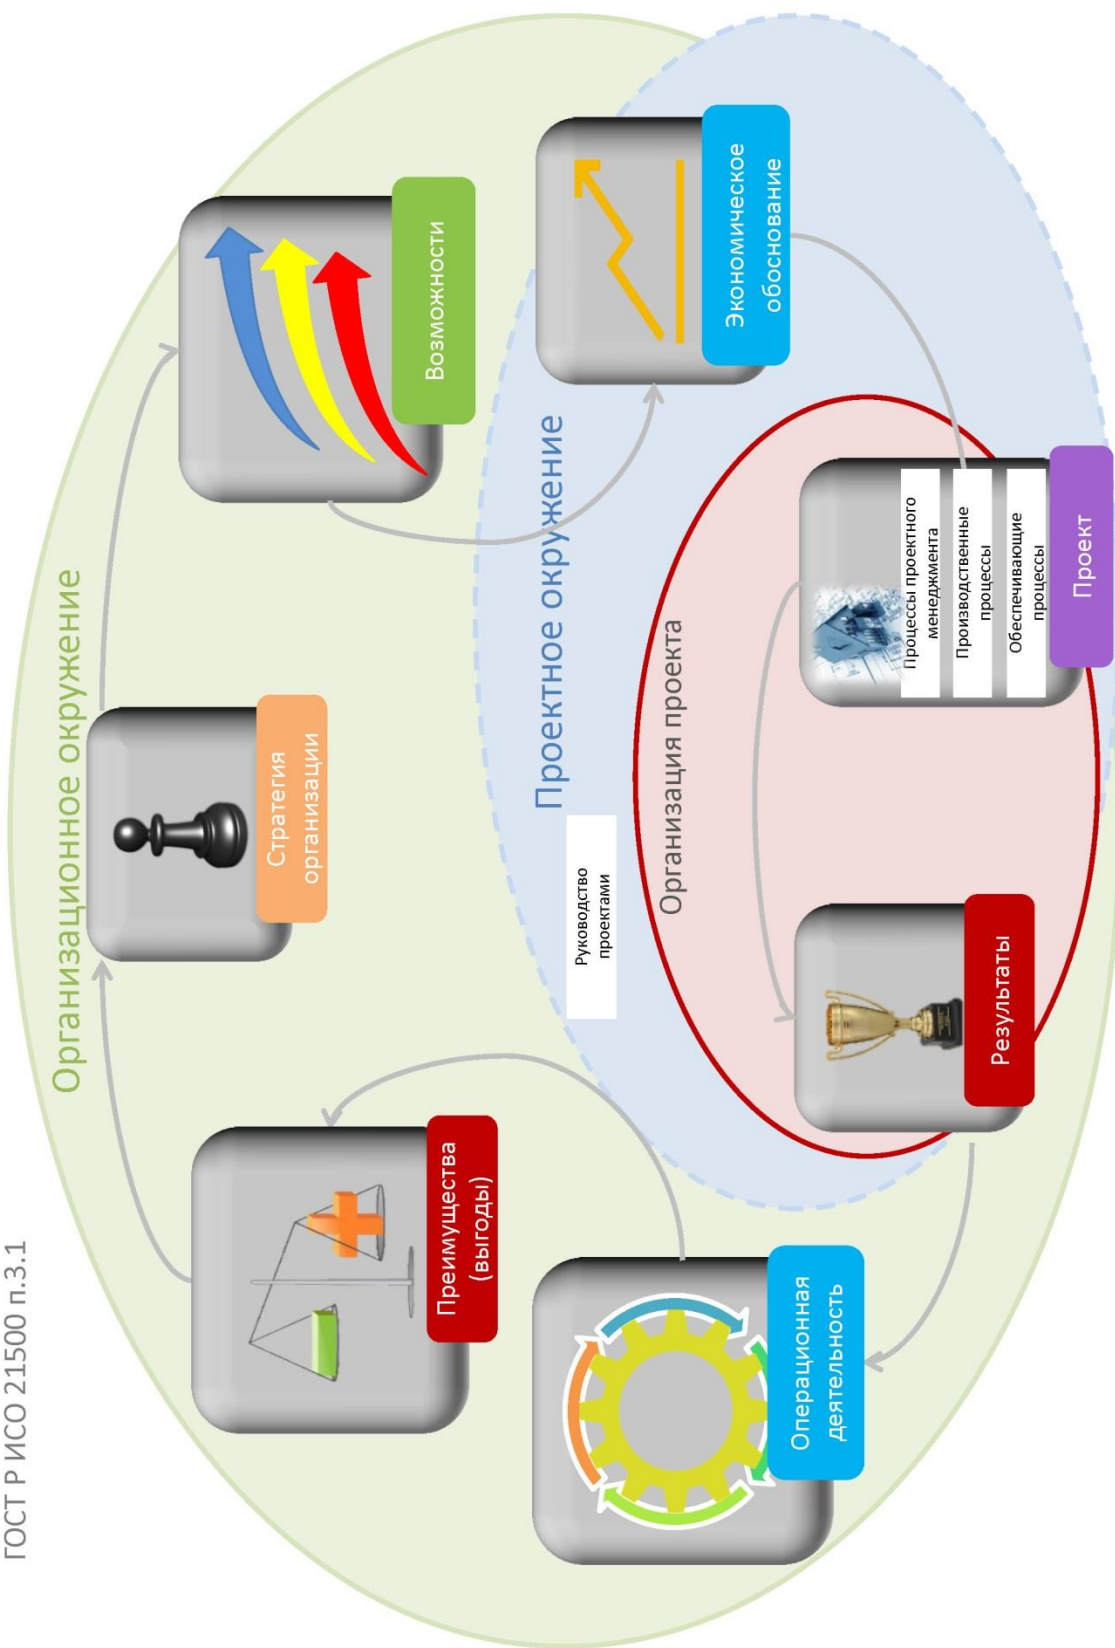 ГОСТ Р ИСО 21500 п.3.1
Организационное окружение
Стратегия
организации
Преимущества
(выгоды)
Возможности
Проектное окружение
Руководство
проектами
Экономическое
обоснование
Операционная
деятельность
Организация проекта
Результаты
Процессы проектного
менеджмента
Производственные
процессы
Обеспечивающие
процессы
Проект